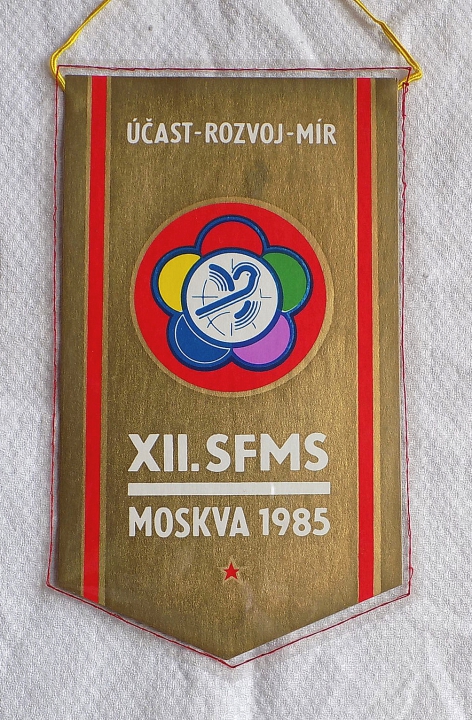 ÚČAST-ROZVOJ-MÍR
XII. SFMS
MOSKVA 1985